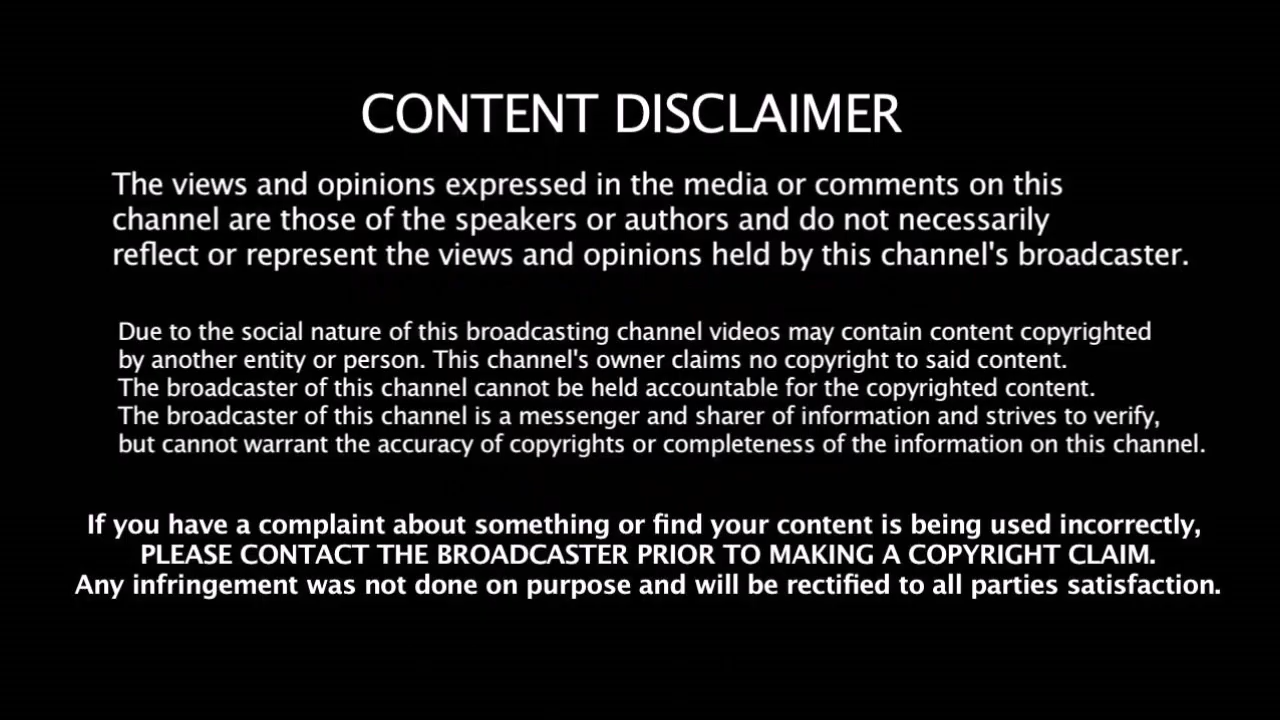 CONTENT DISCLAIMER
The views and opinions expressed in the media or comments on this
channel are those of the speakers or authors and do not necessarily
reflect or represent the views and opinions held by this channel's broadcaster.
Due to the social nature of this broadcasting channel videos may contain content copyrighted
by another entity or person. This channel's owner claims no copyright to said content.
The broadcaster of this channel cannot be held accountable for the copyrighted content.
The broadcaster of this channel is a messenger and sharer of information and strives to verify,
but cannot warrant the accuracy of copyrights or completeness of the information on this channel.
If you have a complaint about something or find your content is being used incorrectly,
PLEASE CONTACT THE BROADCASTER PRIOR TO MAKING A COPYRIGHT CLAIM.
Any infringement was not done on purpose and will be rectified to all parties satisfaction.